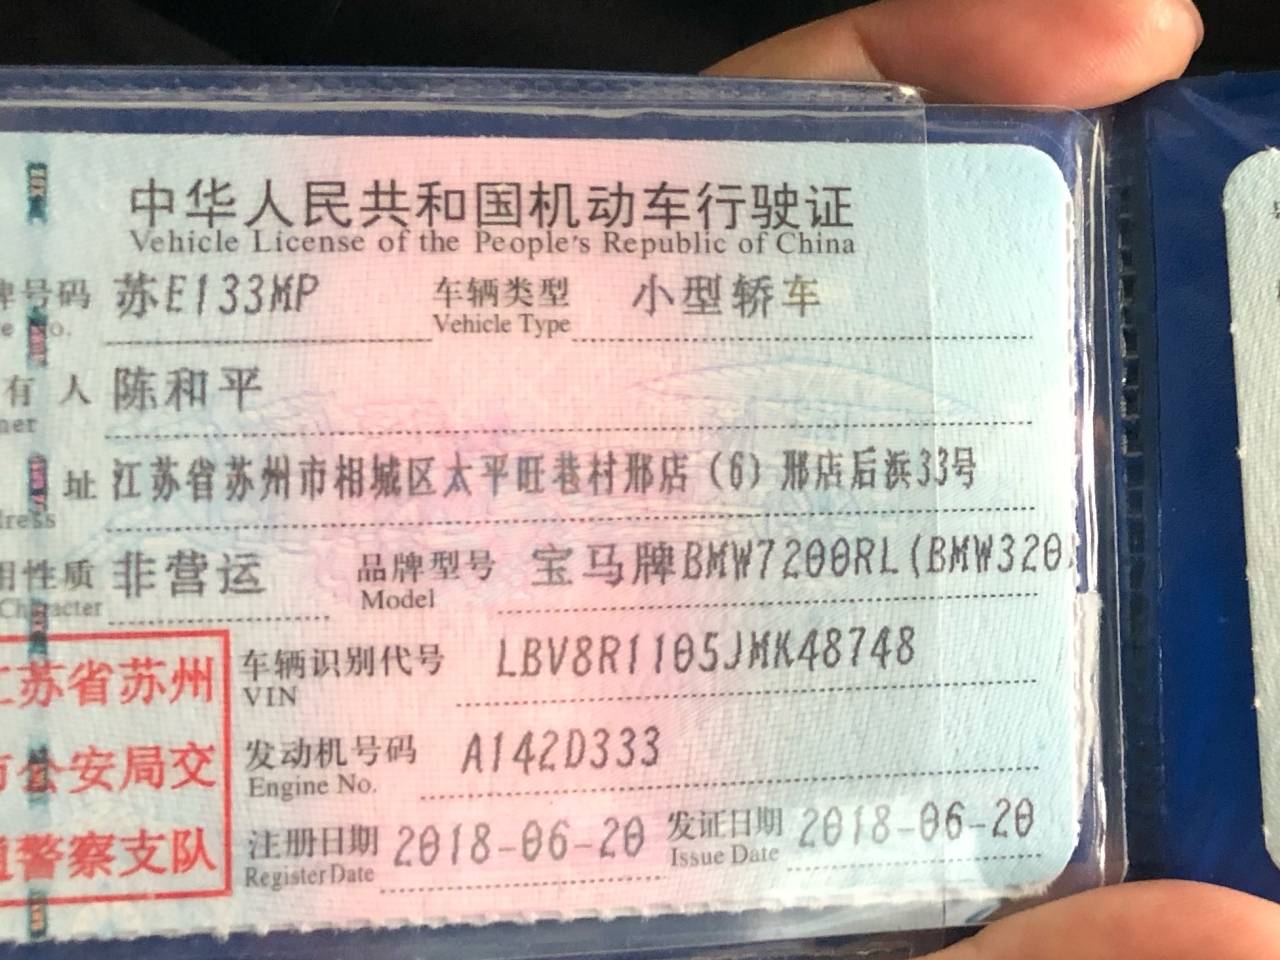 中华人民共和国机动车行驶证
Vehicle License of the People's Republic of China
牌号码 苏E133MP 车辆类型 小型轿车
e No. Vehicle Type
有人 陈和平
ner
址 江苏省苏州市相城区太平旺巷村邢店(6)邢店后浜33号
dress
用性质 非营运 品牌型号 宝马牌BMW7200RL(BMW320
Character Model
江苏省苏州
市公安局交
通警察支队
车辆识别代号 LBV8R1105JMK48748
VIN
发动机号码 A142D333
Engine No.
注册日期 2018-06-20 发证日期 2018-06-20
Register Date Issue Date